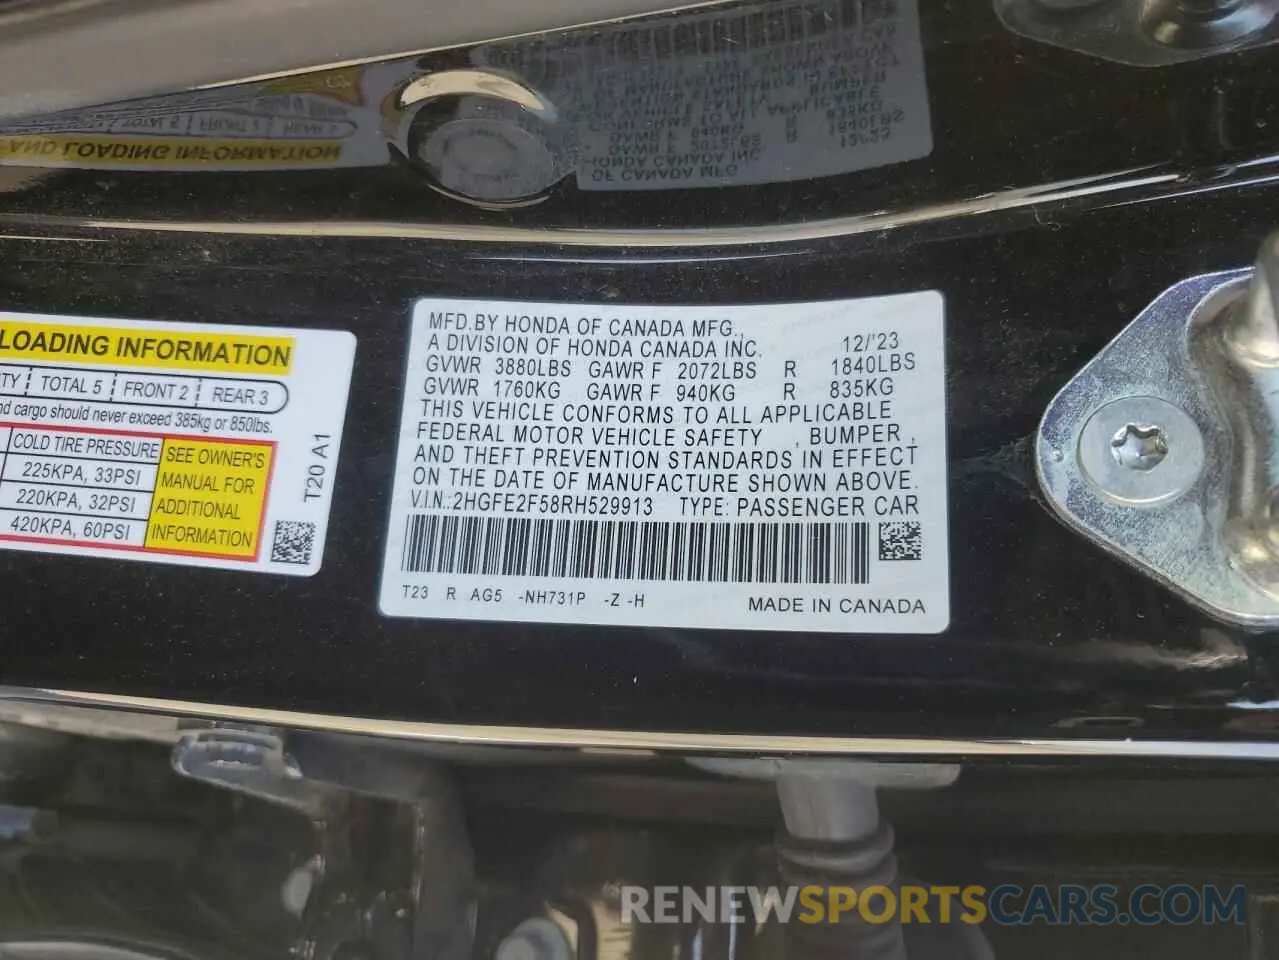 LOADING INFORMATION
TOTAL 5 FRONT 2 REAR 3
cargo should never exceed 385kg or 850lbs.
COLD TIRE PRESSURE
225KPA, 33PSI
220KPA, 32PSI
420KPA, 60PSI
SEE OWNER'S
MANUAL FOR
ADDITIONAL
INFORMATION
T20 A1
MFD.BY HONDA OF CANADA MFG.,
A DIVISION OF HONDA CANADA INC. 12/'23
GVWR 3880LBS GAWR F 2072LBS R 1840LBS
GVWR 1760KG GAWR F 940KG R 835KG
THIS VEHICLE CONFORMS TO ALL APPLICABLE
FEDERAL MOTOR VEHICLE SAFETY , BUMPER ,
AND THEFT PREVENTION STANDARDS IN EFFECT
ON THE DATE OF MANUFACTURE SHOWN ABOVE.
V.I.N.:2HGFE2F58RH529913 TYPE: PASSENGER CAR
T23 R AG5 -NH731P -Z -H
MADE IN CANADA
RENEWSPORTSCARS.COM